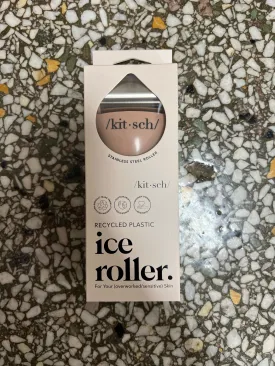 /kit·sch/
STAINLESS STEEL ROLLER
/kit·sch/
RECYCLED PLASTIC
ice
roller.
For Your (overworked/sensitive) Skin